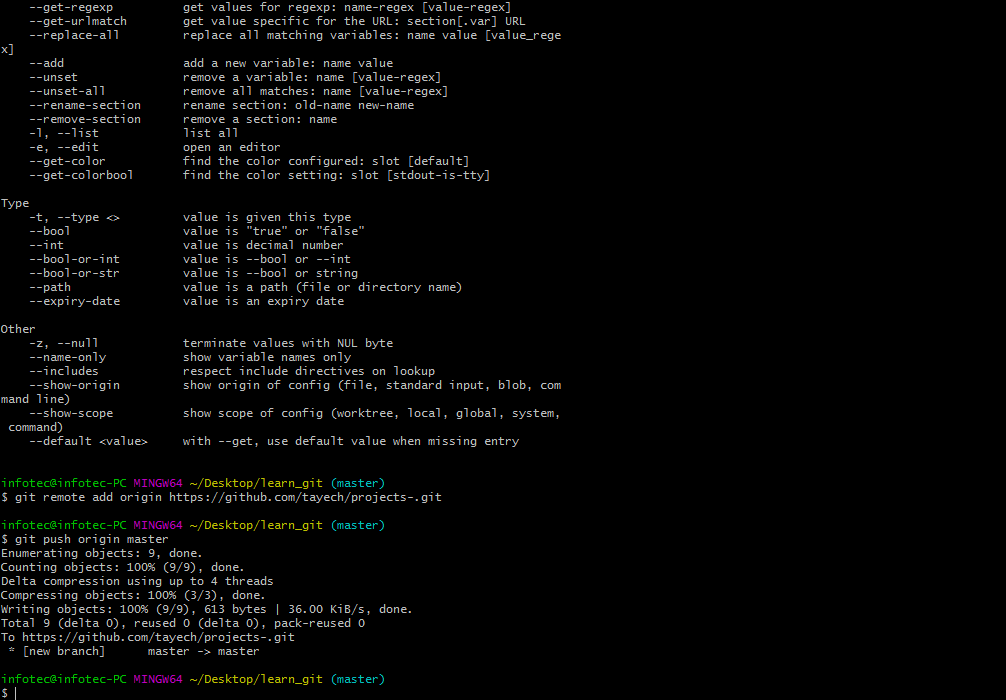 --get-regexp          get values for regexp: name-regex [value-regex]
    --get-urlmatch        get value specific for the URL: section[.var] URL
    --replace-all         replace all matching variables: name value [value_rege
x]
    --add                 add a new variable: name value
    --unset               remove a variable: name [value-regex]
    --unset-all           remove all matches: name [value-regex]
    --rename-section      rename section: old-name new-name
    --remove-section      remove a section: name
    -l, --list            list all
    -e, --edit            open an editor
    --get-color           find the color configured: slot [default]
    --get-colorbool       find the color setting: slot [stdout-is-tty]

Type
    -t, --type <>         value is given this type
    --bool                value is "true" or "false"
    --int                 value is decimal number
    --bool-or-int         value is --bool or --int
    --bool-or-str         value is --bool or string
    --path                value is a path (file or directory name)
    --expiry-date         value is an expiry date

Other
    -z, --null            terminate values with NUL byte
    --name-only           show variable names only
    --includes            respect include directives on lookup
    --show-origin         show origin of config (file, standard input, blob, com
mand line)
    --show-scope          show scope of config (worktree, local, global, system,
 command)
    --default <value>     with --get, use default value when missing entry


infotec@infotec-PC MINGW64 ~/Desktop/learn_git (master)
$ git remote add origin https://github.com/tayech/projects-.git

infotec@infotec-PC MINGW64 ~/Desktop/learn_git (master)
$ git push origin master
Enumerating objects: 9, done.
Counting objects: 100% (9/9), done.
Delta compression using up to 4 threads
Compressing objects: 100% (3/3), done.
Writing objects: 100% (9/9), 613 bytes | 36.00 KiB/s, done.
Total 9 (delta 0), reused 0 (delta 0), pack-reused 0
To https://github.com/tayech/projects-.git
 * [new branch]      master -> master

infotec@infotec-PC MINGW64 ~/Desktop/learn_git (master)
$